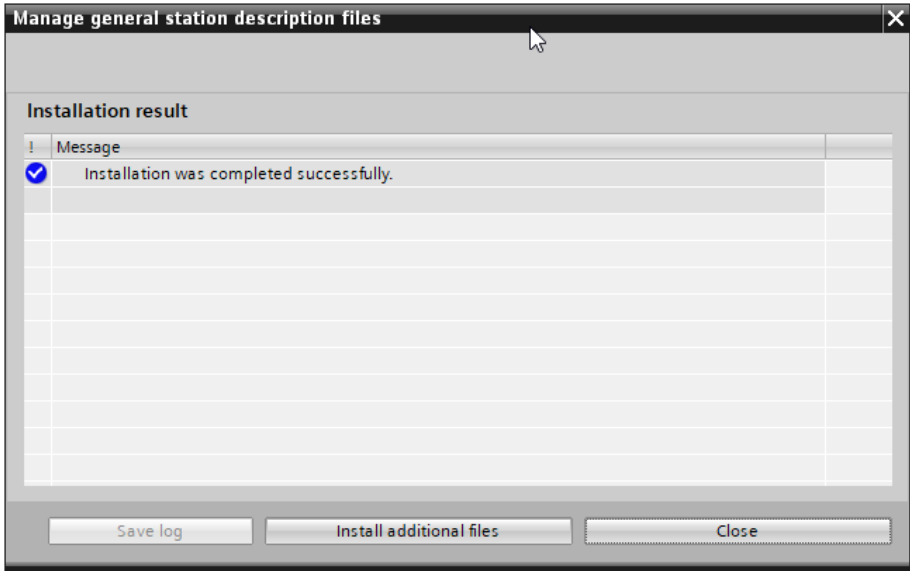 Manage general station description files
Installation result
! Message
Installation was completed successfully.
Save log Install additional files Close